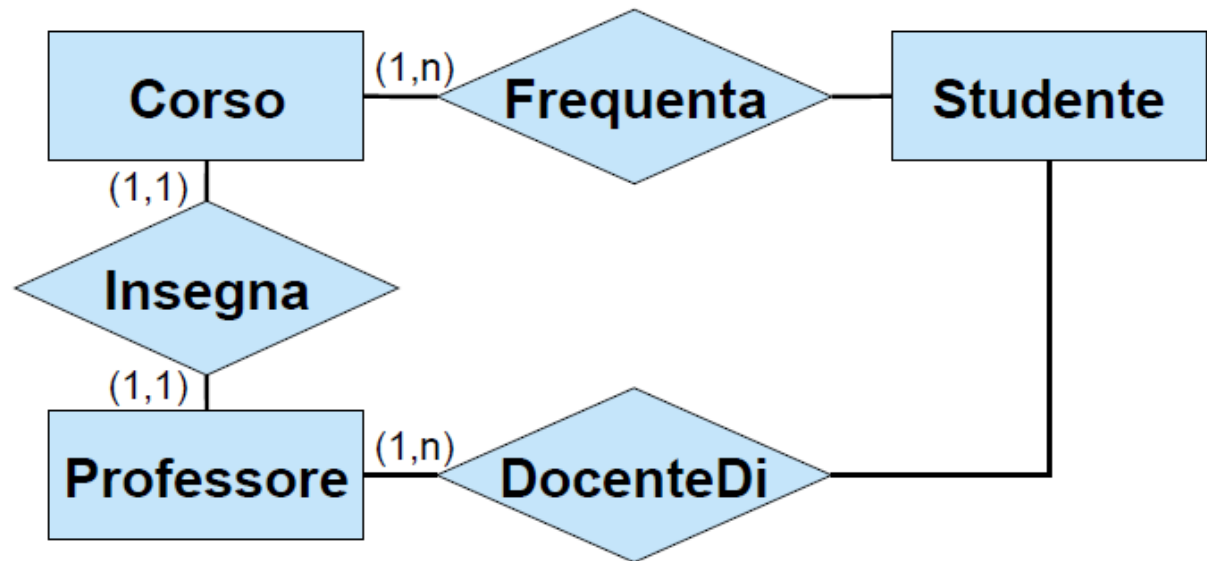 (1,n)
Corso
Frequenta
Studente
(1,1)
Insegna
(1,1)
(1,n)
Professore
DocenteDi